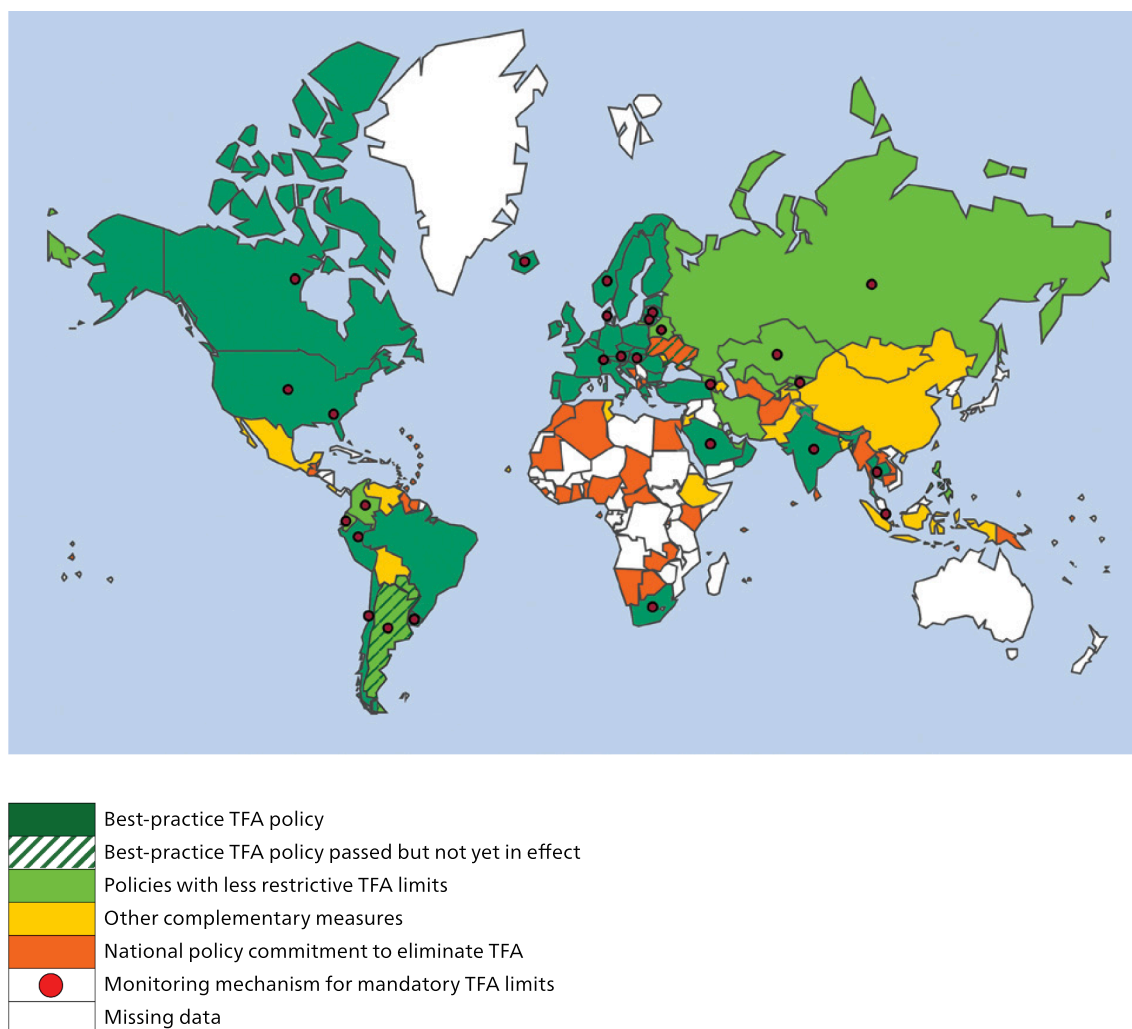 Best-practice TFA policy
Best-practice TFA policy passed but not yet in effect
Policies with less restrictive TFA limits
Other complementary measures
National policy commitment to eliminate TFA
Monitoring mechanism for mandatory TFA limits
Missing data